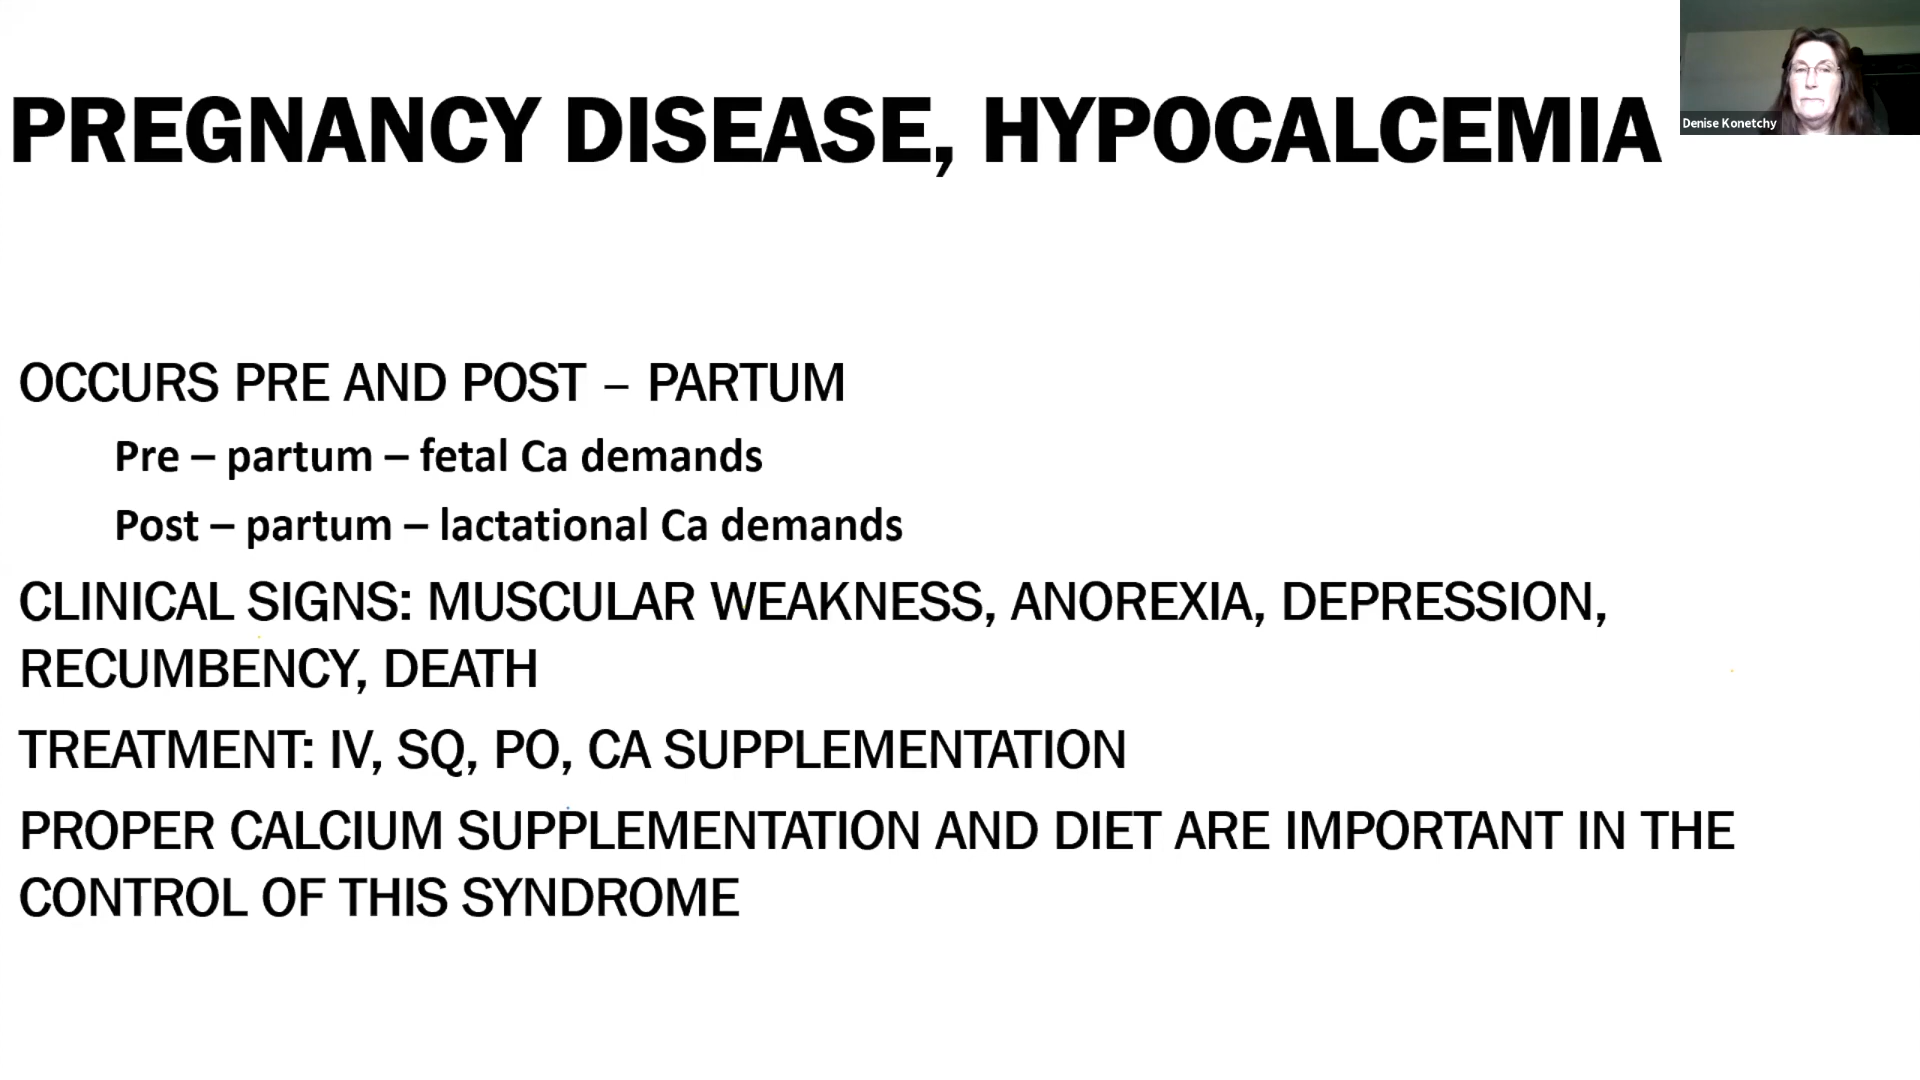 PREGNANCY DISEASE, HYPOCALCEMIA
Denise Konetchy
OCCURS PRE AND POST – PARTUM
Pre – partum – fetal Ca demands
Post – partum – lactational Ca demands
CLINICAL SIGNS: MUSCULAR WEAKNESS, ANOREXIA, DEPRESSION,
RECUMBENCY, DEATH
TREATMENT: IV, SQ, PO, CA SUPPLEMENTATION
PROPER CALCIUM SUPPLEMENTATION AND DIET ARE IMPORTANT IN THE
CONTROL OF THIS SYNDROME